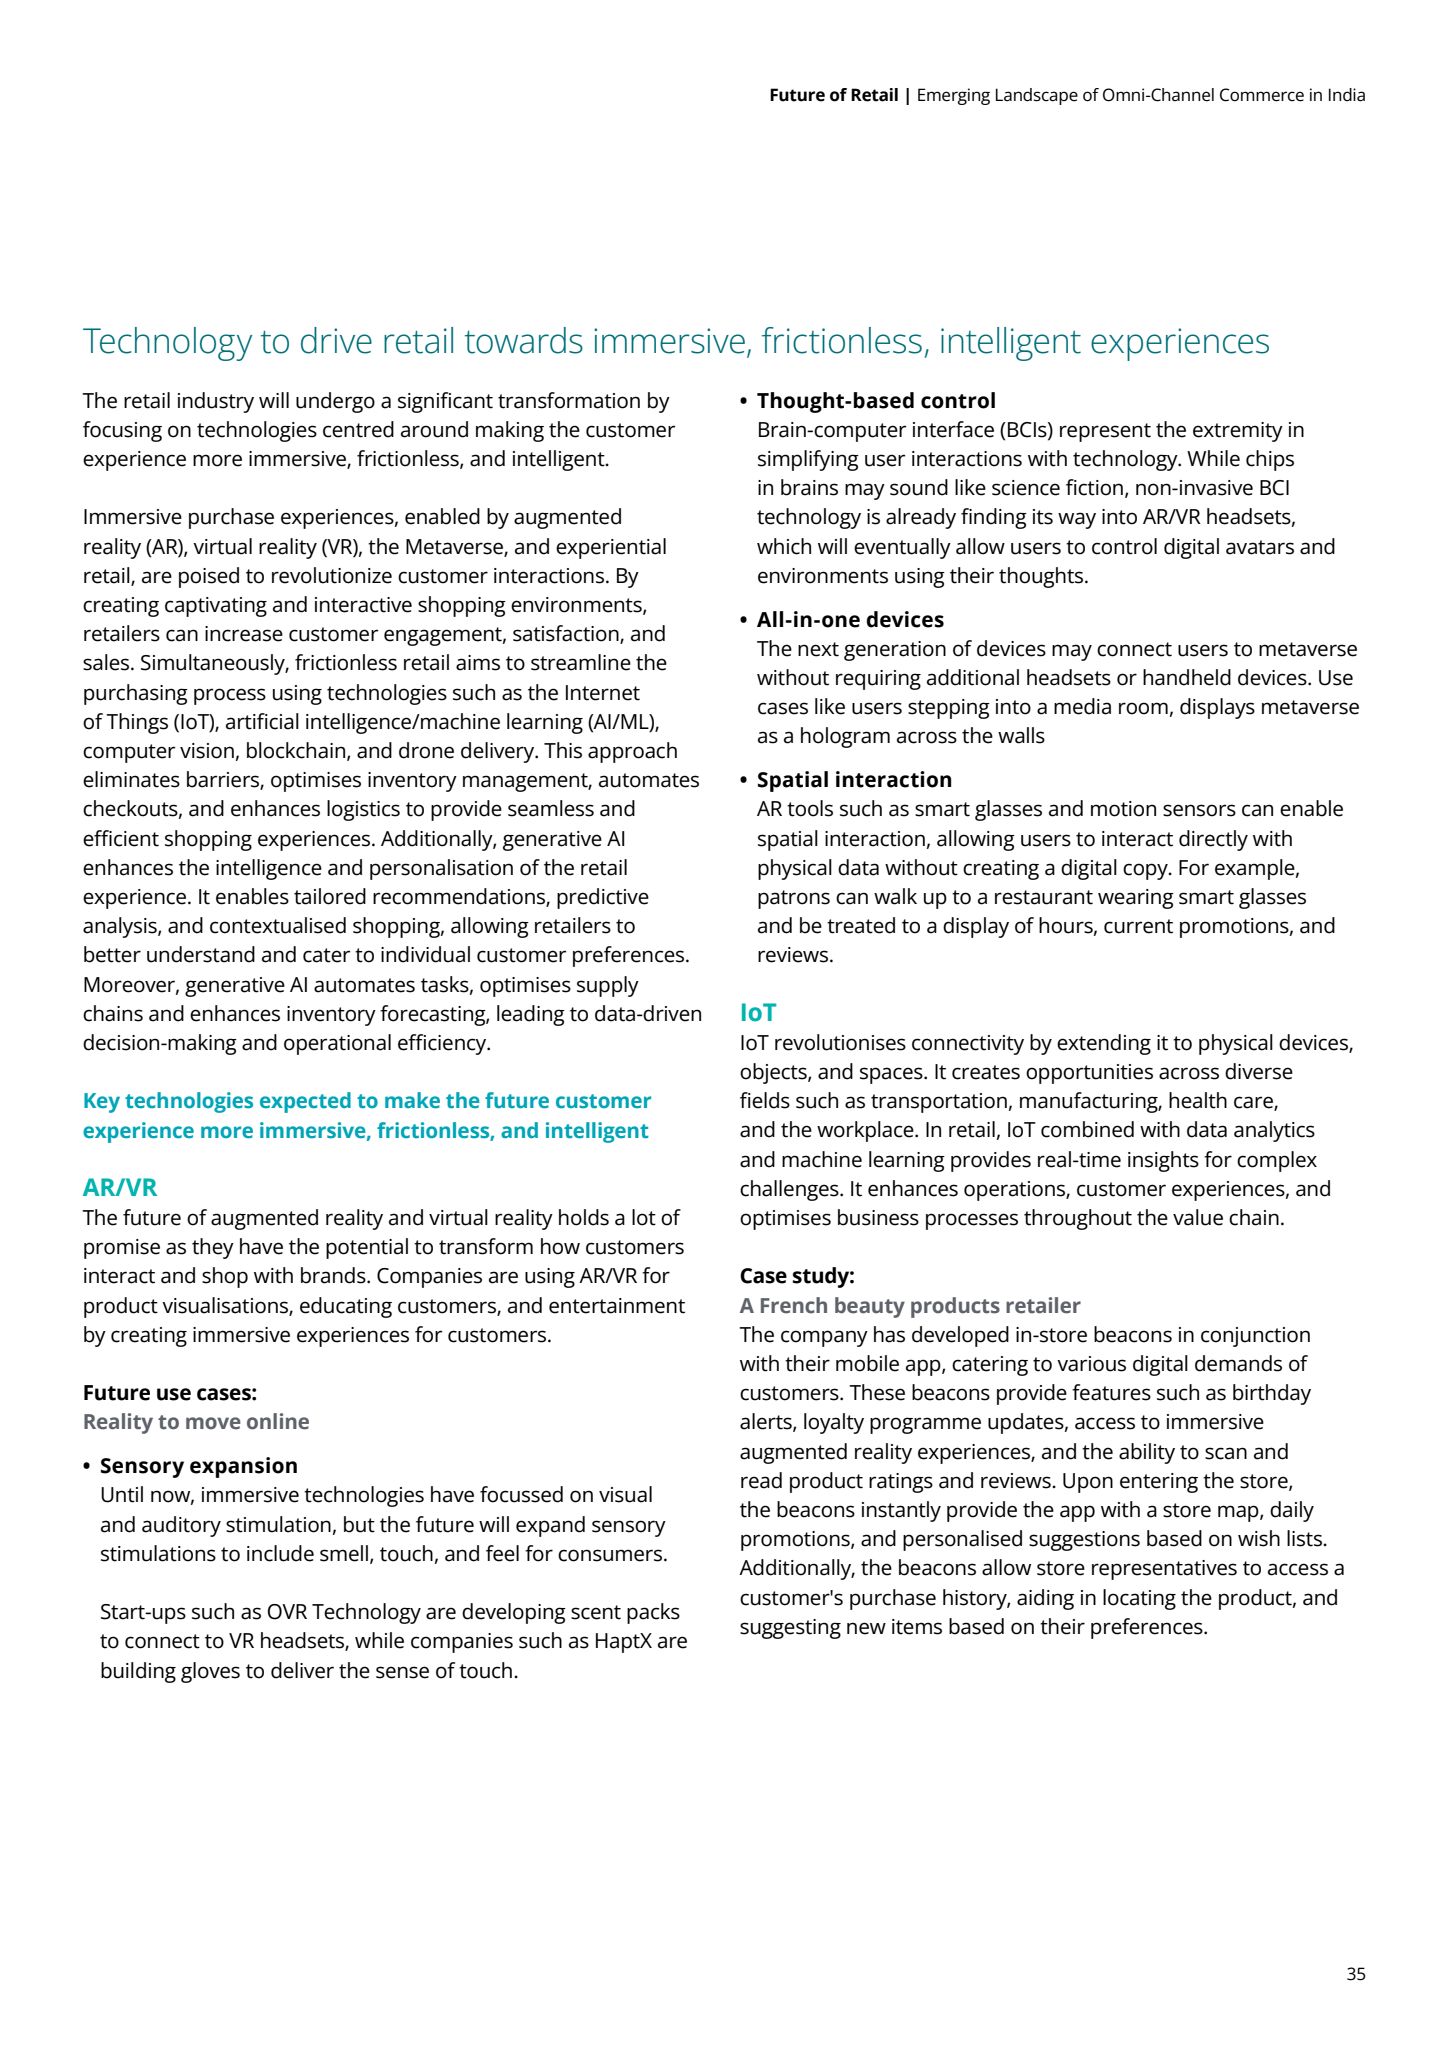 Future of Retail | Emerging Landscape of Omni-Channel Commerce in India
Technology to drive retail towards immersive, frictionless, intelligent experiences
The retail industry will undergo a significant transformation by
focusing on technologies centred around making the customer
experience more immersive, frictionless, and intelligent.
Immersive purchase experiences, enabled by augmented
reality (AR), virtual reality (VR), the Metaverse, and experiential
retail, are poised to revolutionize customer interactions. By
creating captivating and interactive shopping environments,
retailers can increase customer engagement, satisfaction, and
sales. Simultaneously, frictionless retail aims to streamline the
purchasing process using technologies such as the Internet
of Things (IoT), artificial intelligence/machine learning (AI/ML),
computer vision, blockchain, and drone delivery. This approach
eliminates barriers, optimises inventory management, automates
checkouts, and enhances logistics to provide seamless and
efficient shopping experiences. Additionally, generative AI
enhances the intelligence and personalisation of the retail
experience. It enables tailored recommendations, predictive
analysis, and contextualised shopping, allowing retailers to
better understand and cater to individual customer preferences.
Moreover, generative AI automates tasks, optimises supply
chains and enhances inventory forecasting, leading to data-driven
decision-making and operational efficiency.
Key technologies expected to make the future customer
experience more immersive, frictionless, and intelligent
AR/VR
The future of augmented reality and virtual reality holds a lot of
promise as they have the potential to transform how customers
interact and shop with brands. Companies are using AR/VR for
product visualisations, educating customers, and entertainment
by creating immersive experiences for customers.
Future use cases:
Reality to move online
• Sensory expansion
Until now, immersive technologies have focussed on visual
and auditory stimulation, but the future will expand sensory
stimulations to include smell, touch, and feel for consumers.
Start-ups such as OVR Technology are developing scent packs
to connect to VR headsets, while companies such as HaptX are
building gloves to deliver the sense of touch.
• Thought-based control
Brain-computer interface (BCIs) represent the extremity in
simplifying user interactions with technology. While chips
in brains may sound like science fiction, non-invasive BCI
technology is already finding its way into AR/VR headsets,
which will eventually allow users to control digital avatars and
environments using their thoughts.
• All-in-one devices
The next generation of devices may connect users to metaverse
without requiring additional headsets or handheld devices. Use
cases like users stepping into a media room, displays metaverse
as a hologram across the walls
• Spatial interaction
AR tools such as smart glasses and motion sensors can enable
spatial interaction, allowing users to interact directly with
physical data without creating a digital copy. For example,
patrons can walk up to a restaurant wearing smart glasses
and be treated to a display of hours, current promotions, and
reviews.
IoT
IoT revolutionises connectivity by extending it to physical devices,
objects, and spaces. It creates opportunities across diverse
fields such as transportation, manufacturing, health care,
and the workplace. In retail, IoT combined with data analytics
and machine learning provides real-time insights for complex
challenges. It enhances operations, customer experiences, and
optimises business processes throughout the value chain.
Case study:
A French beauty products retailer
The company has developed in-store beacons in conjunction
with their mobile app, catering to various digital demands of
customers. These beacons provide features such as birthday
alerts, loyalty programme updates, access to immersive
augmented reality experiences, and the ability to scan and
read product ratings and reviews. Upon entering the store,
the beacons instantly provide the app with a store map, daily
promotions, and personalised suggestions based on wish lists.
Additionally, the beacons allow store representatives to access a
customer's purchase history, aiding in locating the product, and
suggesting new items based on their preferences.
35